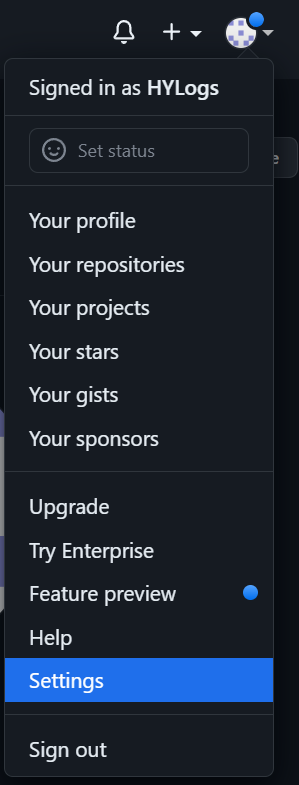 Signed in as HYLogs
Set status
e
Your profile
Your repositories
Your projects
Your stars
Your gists
Your sponsors
Upgrade
Try Enterprise
Feature preview
Help
Settings
Sign out